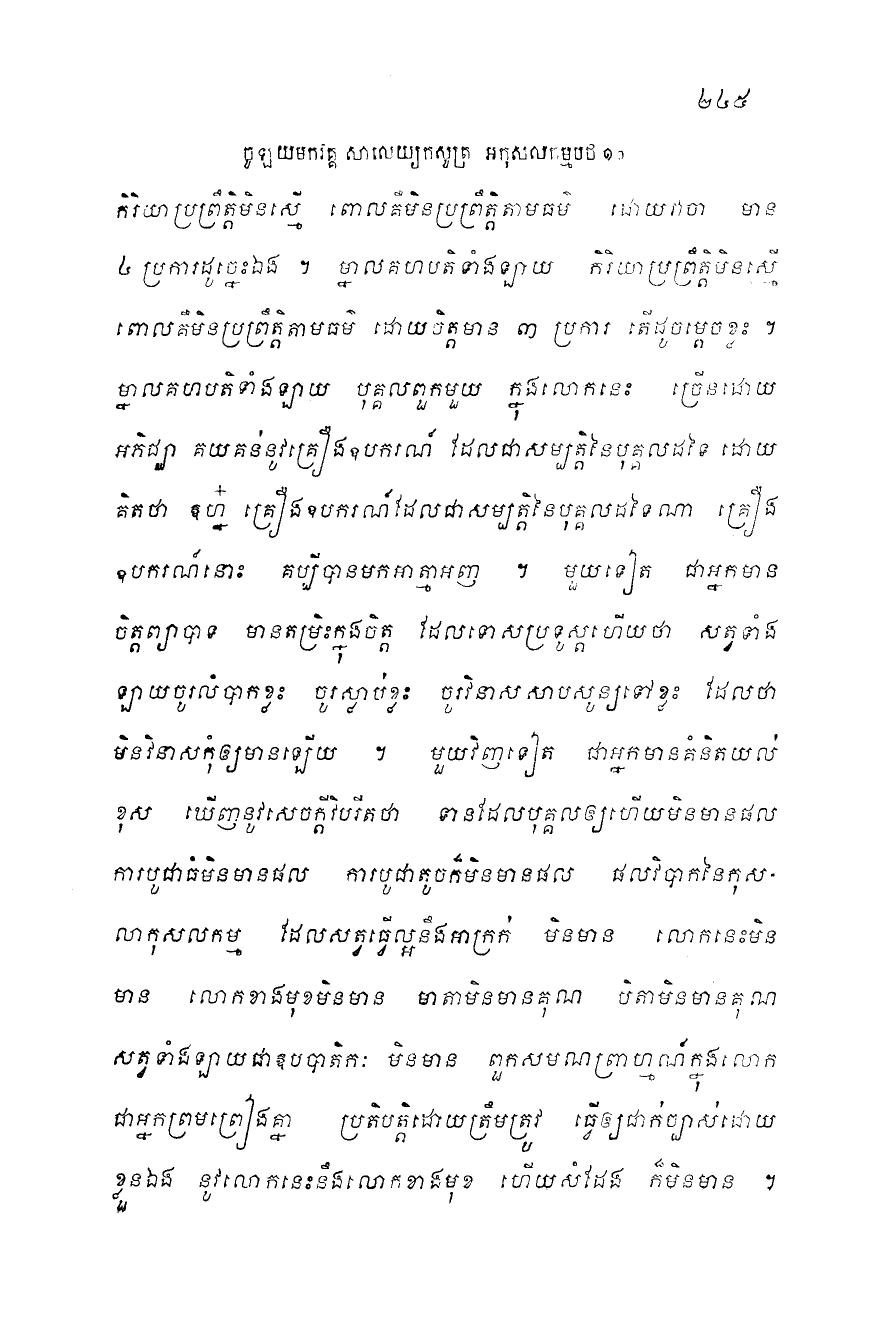 ២៤៥
ចូឡយមកវគ្គ សាលេយ្យកសូត្រ អកុសលកម្មបថ ១០
កិរិយាប្រព្រឹត្តិមិនស្មើ ពោលគឺមិនប្រព្រឹត្តិតាមធម៌ ដោយវាចា មាន
៤ ប្រការដូច្នេះឯង ។ ម្នាលគហបតិទាំងឡាយ កិរិយាប្រព្រឹត្តិមិនស្មើ
ពោលគឺមិនប្រព្រឹត្តិតាមធម៌ ដោយចិត្តមាន ៣ ប្រការ តើដូចម្តេចខ្លះ ។
ម្នាលគហបតិទាំងឡាយ បុគ្គលពួកមួយ ក្នុងលោកនេះ ច្រើនដោយ
អភិជ្ឈា គយគន់នូវគ្រឿងឧបករណ៍ ដែលជាសម្បត្តិនៃបុគ្គលដទៃ ដោយ
គិតថា ឧហ្ន៎ គ្រឿងឧបករណ៍ដែលជាសម្បត្តិនៃបុគ្គលដទៃណា គ្រឿង
ឧបករណ៍នោះ គប្បីបានមកអាត្មាអញ ។ មួយទៀត ជាអ្នកមាន
ចិត្តព្យាបាទ មានតម្រិះក្នុងចិត្ត ដែលទោសប្រទូស្តហើយថា សត្វទាំង
ឡាយចូរលំបាកខ្លះ ចូរស្លាប់ខ្លះ ចូរវិនាសសាបសូន្យទៅខ្លះ ដែលថា
មិនវិនាសកុំឲ្យមានឡើយ ។ មួយវិញទៀត ជាអ្នកមានគំនិតយល់
ខុស ឃើញនូវសេចក្តីវិបរីតថា ទានដែលបុគ្គលឲ្យហើយមិនមានផល
ការបូជាធំមិនមានផល ការបូជាតូចក៏មិនមានផល ផលវិបាកនៃកុស-
លាកុសលកម្ម ដែលសត្វធ្វើល្អនឹងអាក្រក់ មិនមាន លោកនេះមិន
មាន លោកខាងមុខមិនមាន មាតាមិនមានគុណ បិតាមិនមានគុណ
សត្វទាំងឡាយជាឧបបាតិកៈ មិនមាន ពួកសមណព្រាហ្មណ៍ក្នុងលោក
ជាអ្នកព្រមព្រៀងគ្នា ប្រតិបត្តិដោយត្រឹមត្រូវ ធ្វើឲ្យជាក់ច្បាស់ដោយ
ខ្លួនឯង នូវលោកនេះនឹងលោកខាងមុខ ហើយសំដែង ក៏មិនមាន ។